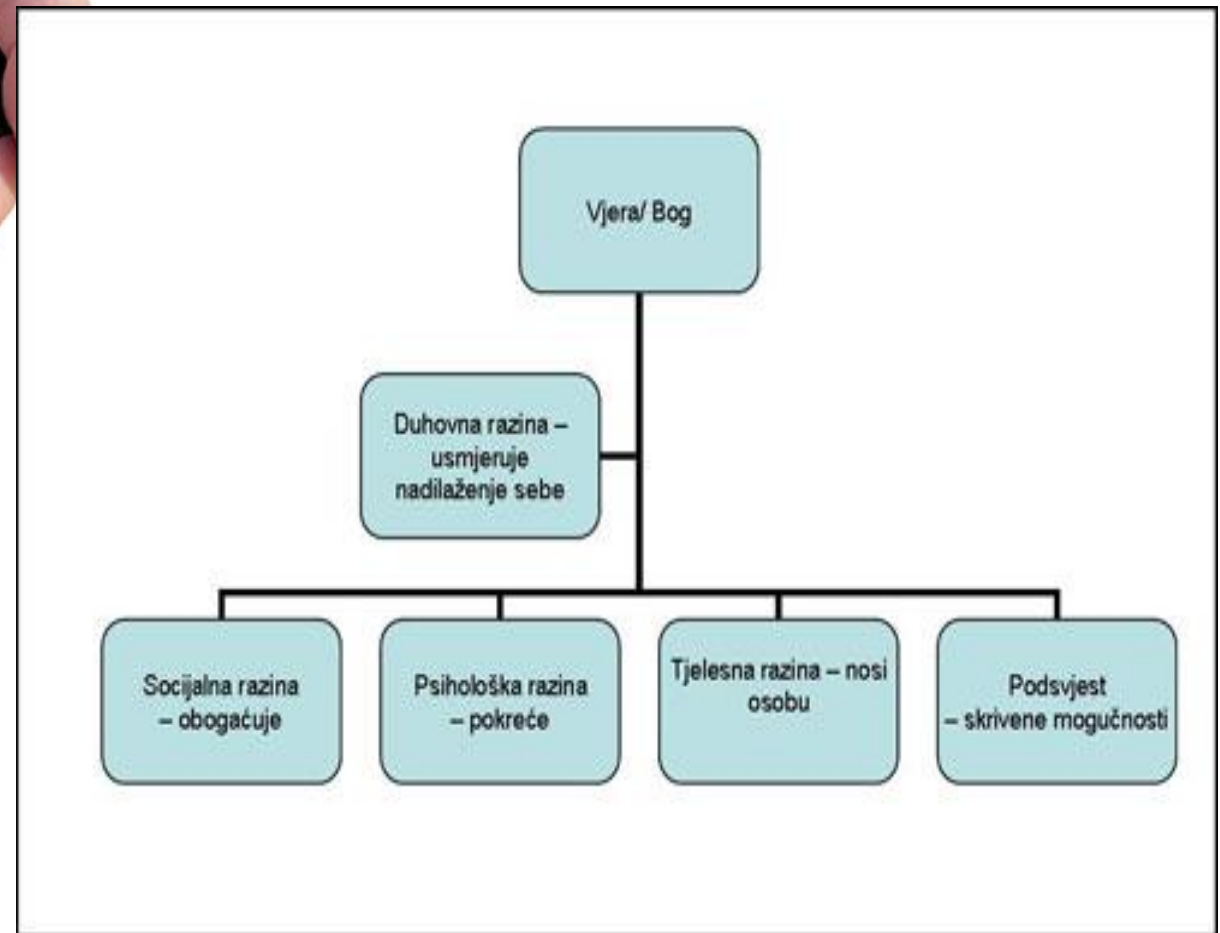 Vjera/ Bog
Duhovna razina –
usmjeruje
nadilaženje sebe
Socijalna razina
– obogaćuje
Psihološka razina
– pokreće
Tjelesna razina – nosi
osobu
Podsvjest
– skrivene mogučnosti